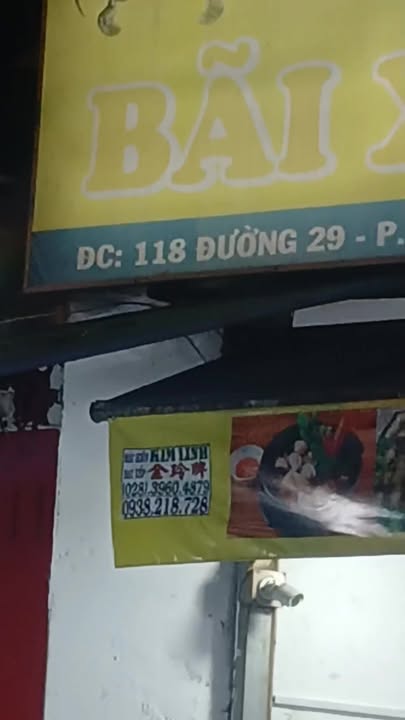 BÃI
ĐC: 118 ĐƯỜNG 29 - P.
KIM LINH
金玲牌
(028) 3960.4879
0938.218.728